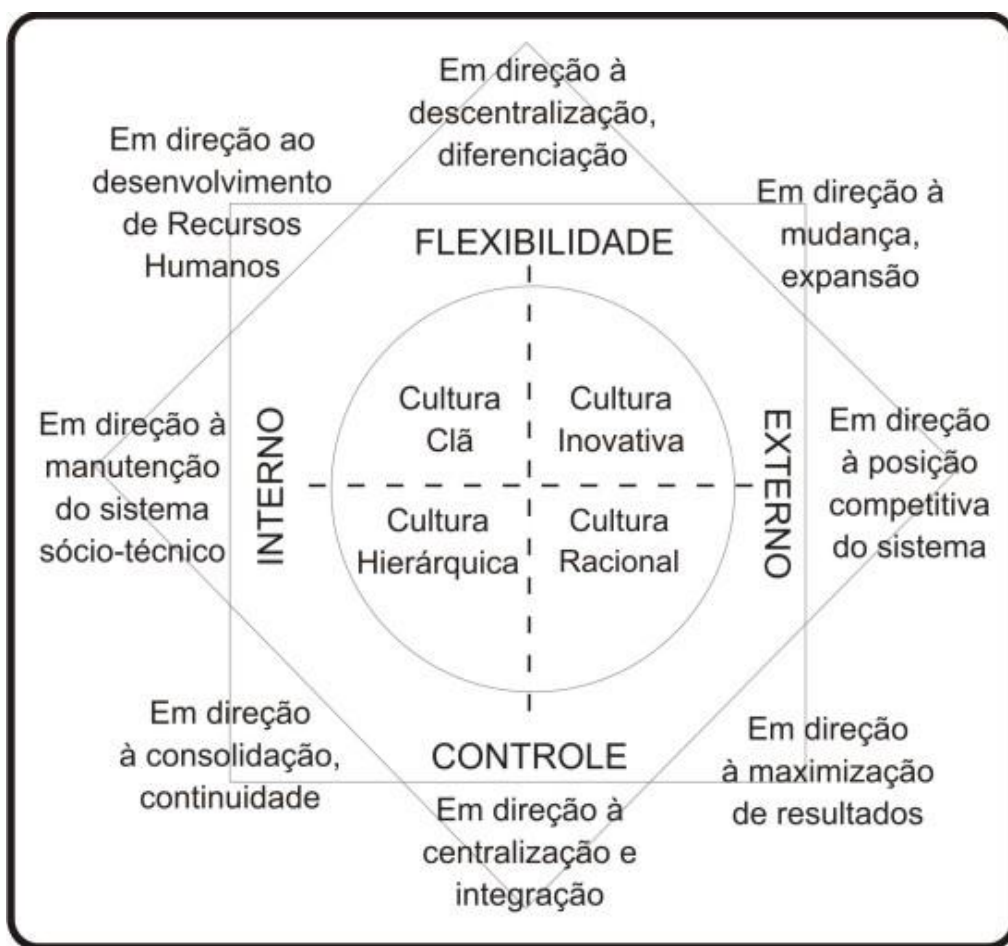 Em direção à
descentralização,
diferenciação
Em direção ao
desenvolvimento
de Recursos
Humanos
Em direção à
mudança,
expansão
FLEXIBILIDADE
Cultura
Clã
Cultura
Inovativa
INTERNO
EXTERNO
Em direção à
manutenção
do sistema
sócio-técnico
Em direção
à posição
competitiva
do sistema
Cultura
Hierárquica
Cultura
Racional
Em direção
à consolidação,
continuidade
CONTROLE
Em direção
à maximização
de resultados
Em direção à
centralização e
integração